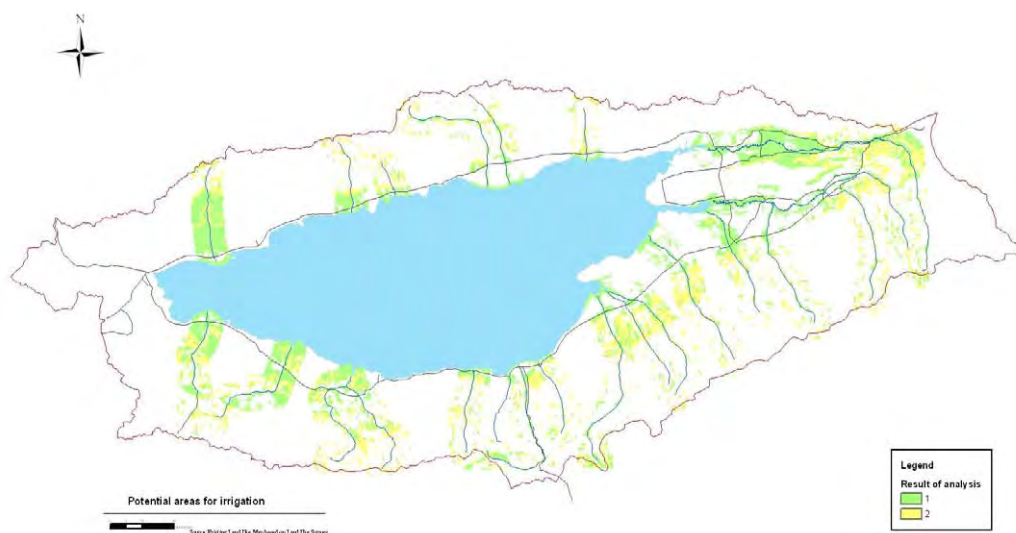 N
Potential areas for irrigation
Legend
Result of analysis
1
2